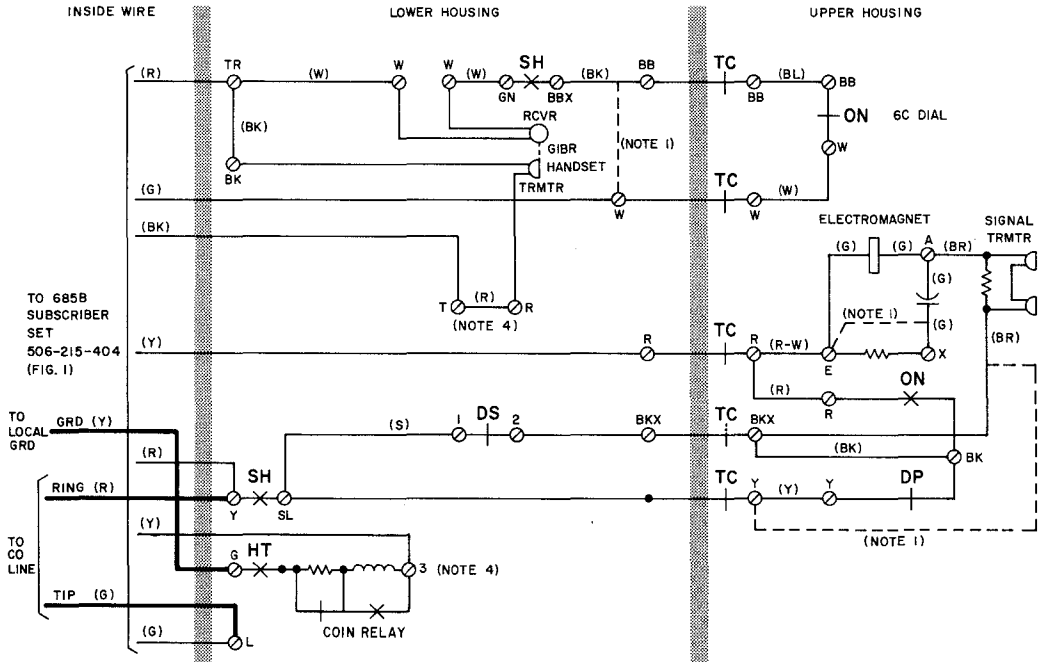 INSIDE WIRE
LOWER HOUSING
UPPER HOUSING
(R)
TR
(W)
W
W
(W)
SH
GN
BBX
(BK)
BB
TC
BB
(BL)
BB
ON
6C DIAL
W
RCVR
GIBR
HANDSET
TRMTR
(NOTE 1)
(BK)
BK
(G)
W
TC
W
(W)
(BK)
T
(R)
R
(NOTE 4)
ELECTROMAGNET
SIGNAL
TRMTR
(G)
(G)
A
(BR)
(G)
(NOTE 1)
(G)
(BR)
TO 685B
SUBSCRIBER
SET
506-215-404
(FIG. 1)
(Y)
R
TC
R
(R-W)
E
X
(R)
R
ON
TO
LOCAL
GRD
GRD (Y)
(S)
1
DS
2
BKX
TC
BKX
(BK)
BK
(R)
RING (R)
Y
SH
SL
TC
Y
(Y)
Y
DP
(NOTE 1)
TO
CO
LINE
(Y)
G
HT
3
(NOTE 4)
COIN RELAY
TIP (G)
(G)
L